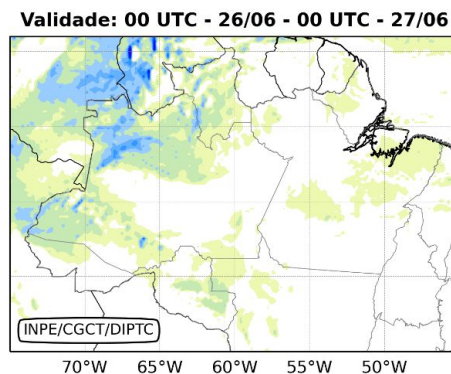 Validade: 00 UTC - 26/06 - 00 UTC - 27/06
INPE/CGCT/DIPTC
70°W 65°W 60°W 55°W 50°W